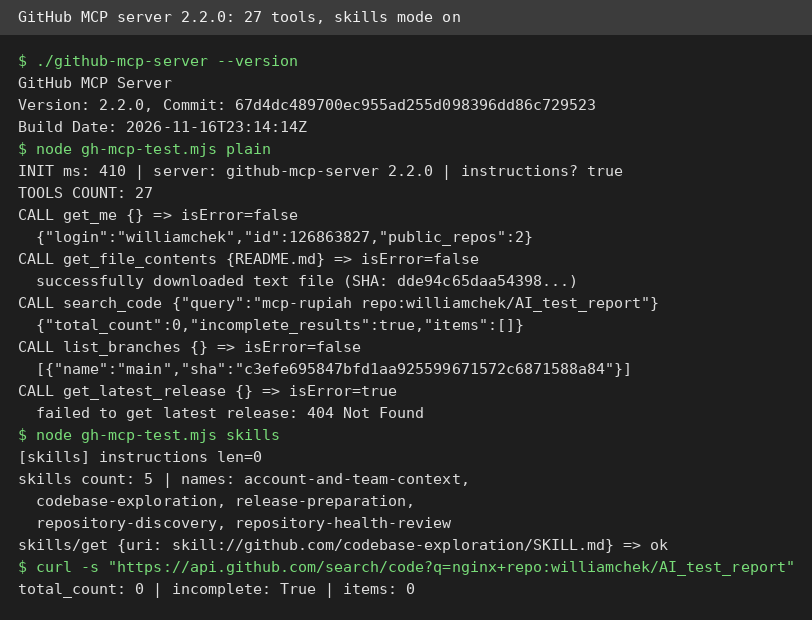 GitHub MCP server 2.2.0: 27 tools, skills mode on
$ ./github-mcp-server --version
GitHub MCP Server
Version: 2.2.0, Commit: 67d4dc489700ec955ad255d098396dd86c729523
Build Date: 2026-11-16T23:14:14Z
$ node gh-mcp-test.mjs plain
INIT ms: 410 | server: github-mcp-server 2.2.0 | instructions? true
TOOLS COUNT: 27
CALL get_me {} => isError=false
  {"login":"williamchek","id":126863827,"public_repos":2}
CALL get_file_contents {README.md} => isError=false
  successfully downloaded text file (SHA: dde94c65daa54398...)
CALL search_code {"query":"mcp-rupiah repo:williamchek/AI_test_report"}
  {"total_count":0,"incomplete_results":true,"items":[]}
CALL list_branches {} => isError=false
  [{"name":"main","sha":"c3efe695847bfd1aa925599671572c6871588a84"}]
CALL get_latest_release {} => isError=true
  failed to get latest release: 404 Not Found
$ node gh-mcp-test.mjs skills
[skills] instructions len=0
skills count: 5 | names: account-and-team-context,
  codebase-exploration, release-preparation,
  repository-discovery, repository-health-review
skills/get {uri: skill://github.com/codebase-exploration/SKILL.md} => ok
$ curl -s "https://api.github.com/search/code?q=nginx+repo:williamchek/AI_test_report"
total_count: 0 | incomplete: True | items: 0